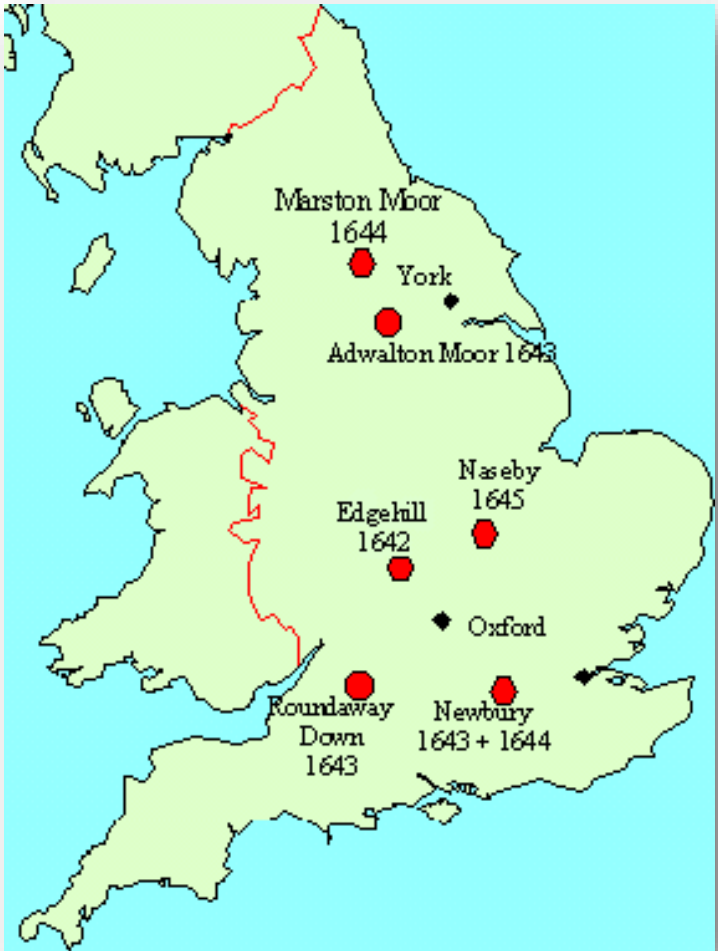 Marston Moor
1644
York
Adwalton Moor 1643
Naseby
1645
Edgehill
1642
Oxford
Roundaway
Down
1643
Newbury
1643 + 1644